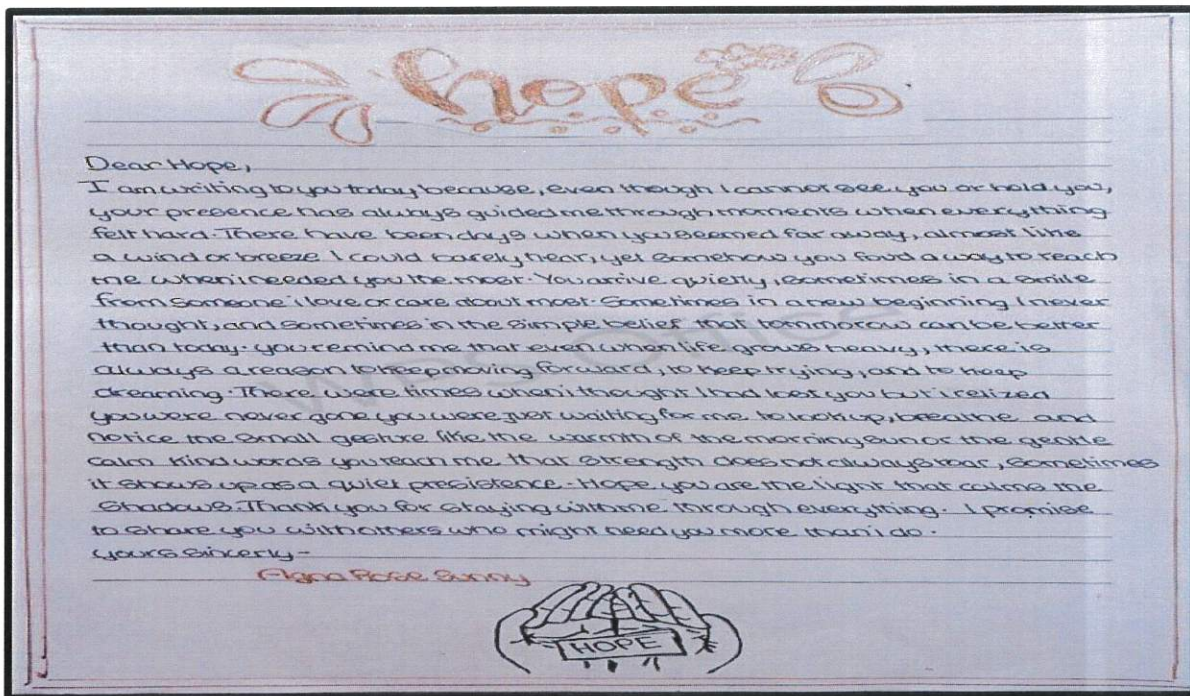 Hope
Dear Hope,
I am writing to you today because, even though I cannot see you or hold you,
your presence has always guided me through moments when everything
felt hard. There have been days when you seemed far away, almost like
a wind or breeze I could barely hear, yet somehow you foud a way to reach
me when i needed you the most. You arrive quietly, sometimes in a smile
from someone i love or care about most. Sometimes in a new beginning I never
thought, and sometimes in the simple belief that tommorow can be better
than today. you remind me that even when life grows heavy, there is
always a reason to keep moving forward, to keep trying, and to keep
dreaming. There were times when i thought I had lost you but i relized
you were never gone you were just waiting for me to look up, breathe and
notice the small gesture like the warmth of the morning sun or the gentle
calm kind words you teach me that strength does not always roar, sometimes
it shows up as a quiet presistence. Hope you are the light that calms the
shadows. Thank you for staying with me through everything. I promise
to share you with others who might need you more than i do.
yours sincerly-
Agna Rose Sunny
HOPE
WPS Office